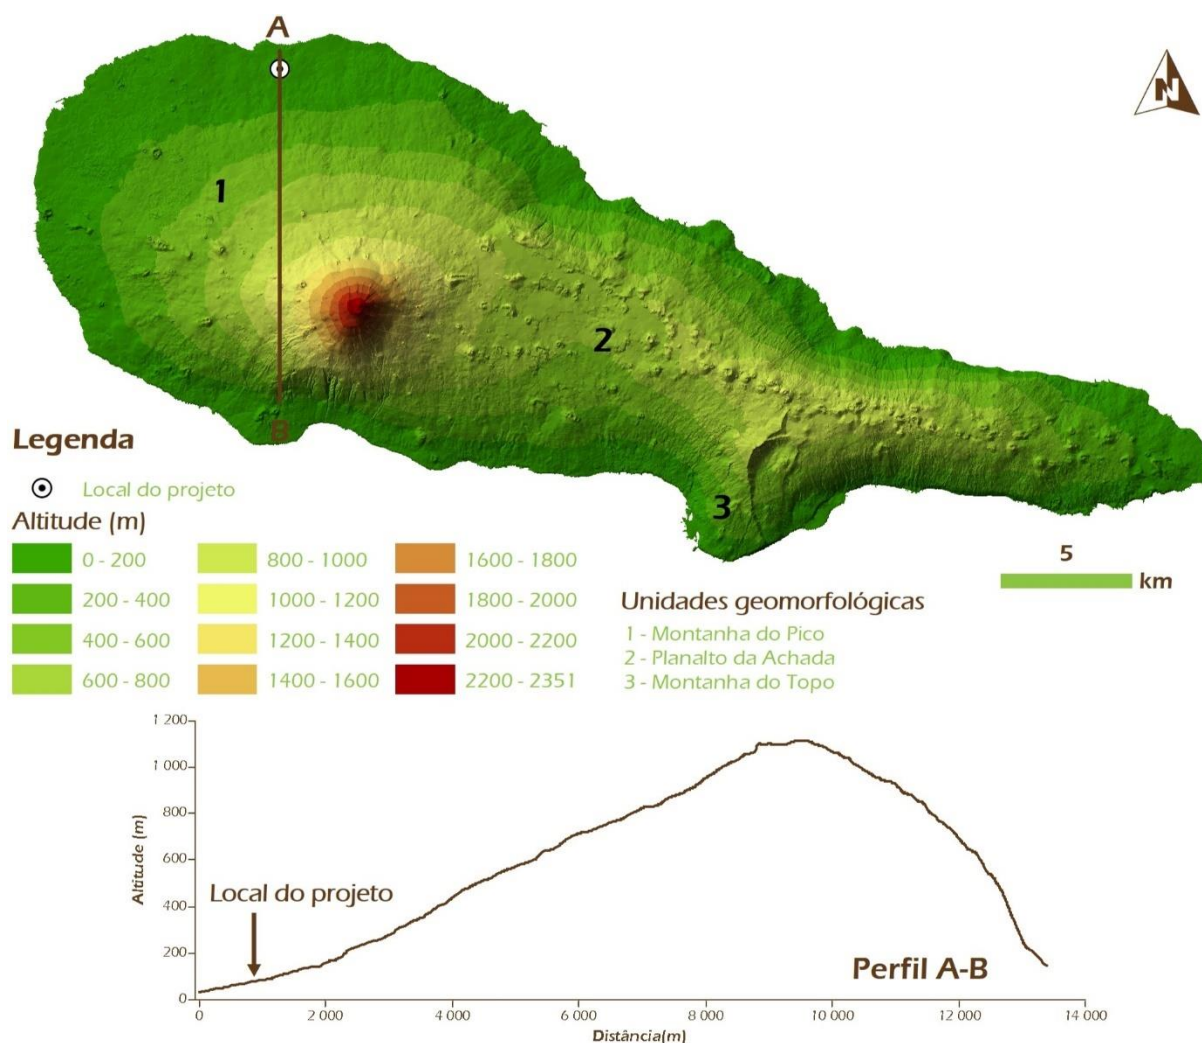 A
N
1
2
B
3
Legenda
Local do projeto
Altitude (m)
0 - 200
200 - 400
400 - 600
600 - 800
800 - 1000
1000 - 1200
1200 - 1400
1400 - 1600
1600 - 1800
1800 - 2000
2000 - 2200
2200 - 2351
5
km
Unidades geomorfológicas
1 - Montanha do Pico
2 - Planalto da Achada
3 - Montanha do Topo
1 200
1 000
800
600
400
200
0
Altitude (m)
Local do projeto
Perfil A-B
0
2 000
4 000
6 000
8 000
10 000
12 000
14 000
Distância(m)